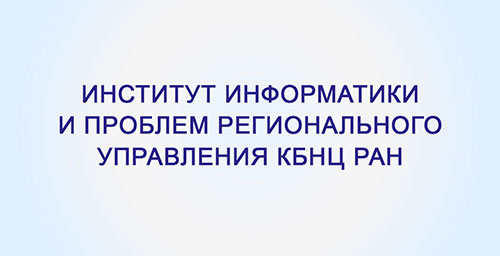 ИНСТИТУТ ИНФОРМАТИКИ
И ПРОБЛЕМ РЕГИОНАЛЬНОГО
УПРАВЛЕНИЯ КБНЦ РАН